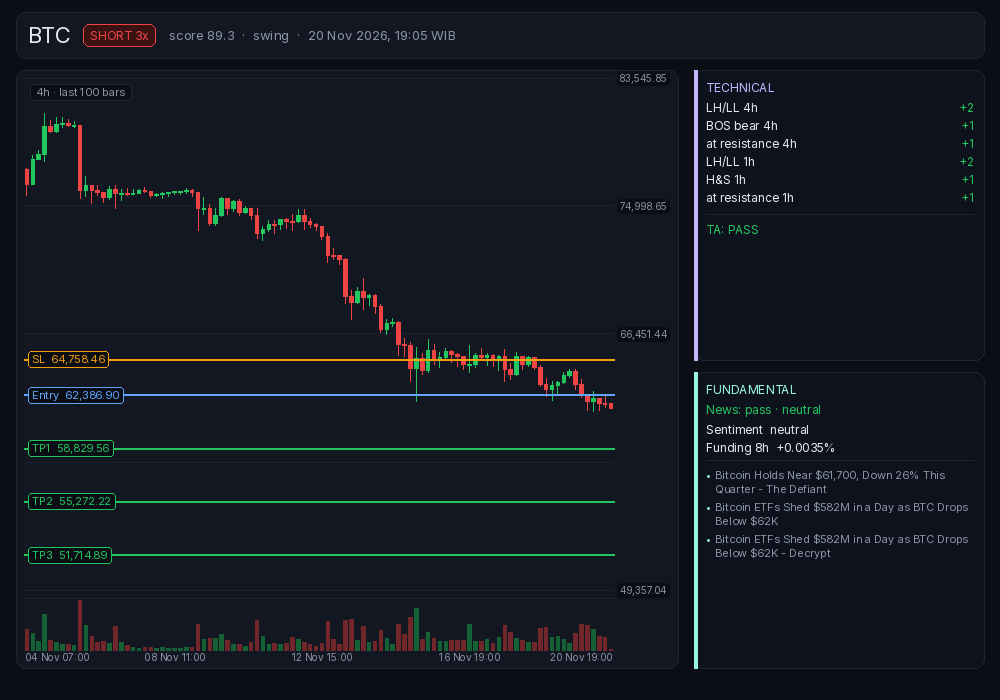 BTC SHORT 3x score 89.3 · swing · 20 Nov 2026, 19:05 WIB
4h · last 100 bars
83,545.85
74,998.65
66,451.44
SL 64,758.46
Entry 62,386.90
TP1 58,829.56
TP2 55,272.22
TP3 51,714.89
49,357.04
04 Nov 07:00 08 Nov 11:00 12 Nov 15:00 16 Nov 19:00 20 Nov 19:00
TECHNICAL
LH/LL 4h +2
BOS bear 4h +1
at resistance 4h +1
LH/LL 1h +2
H&S 1h +1
at resistance 1h +1
TA: PASS
FUNDAMENTAL
News: pass · neutral
Sentiment neutral
Funding 8h +0.0035%
• Bitcoin Holds Near $61,700, Down 26% This
Quarter - The Defiant
• Bitcoin ETFs Shed $582M in a Day as BTC Drops
Below $62K
• Bitcoin ETFs Shed $582M in a Day as BTC Drops
Below $62K - Decrypt